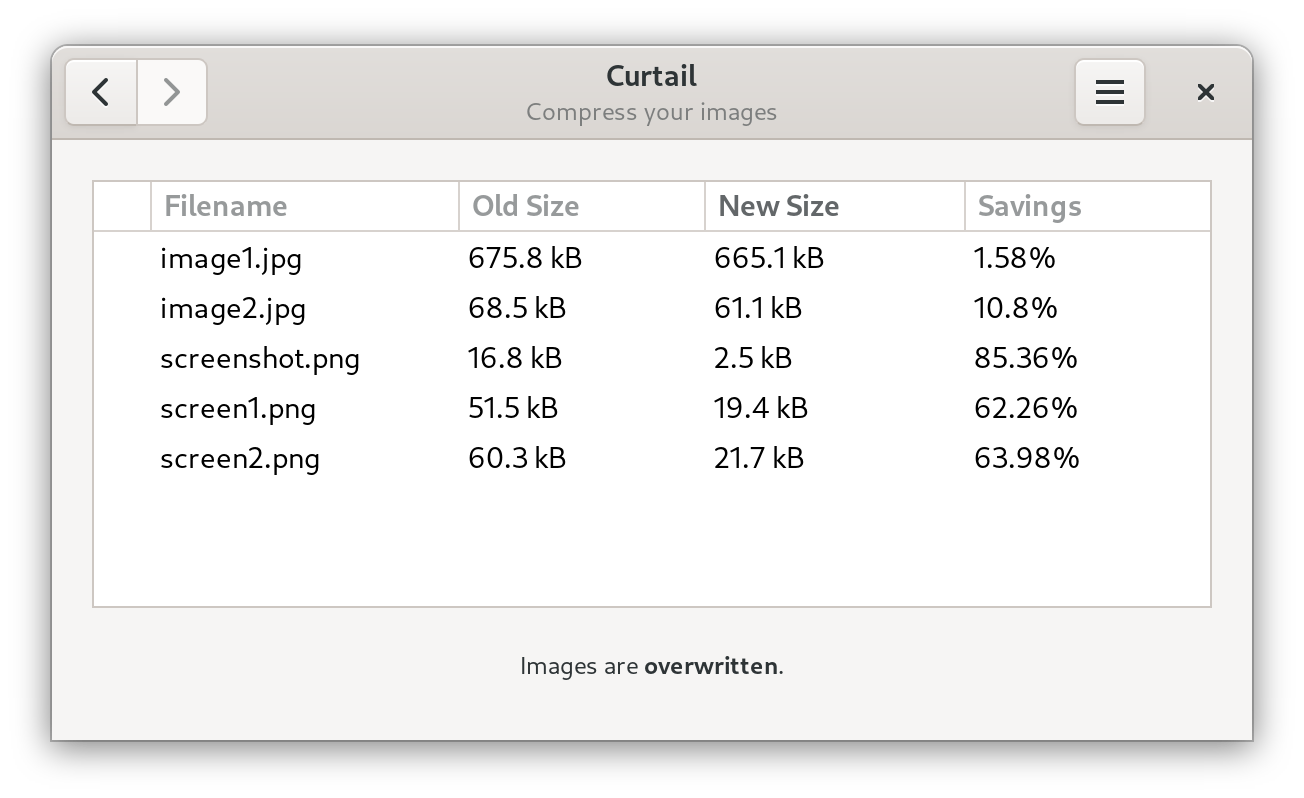 Curtail
Compress your images
Filename Old Size New Size Savings
image1.jpg 675.8 kB 665.1 kB 1.58%
image2.jpg 68.5 kB 61.1 kB 10.8%
screenshot.png 16.8 kB 2.5 kB 85.36%
screen1.png 51.5 kB 19.4 kB 62.26%
screen2.png 60.3 kB 21.7 kB 63.98%
Images are overwritten.